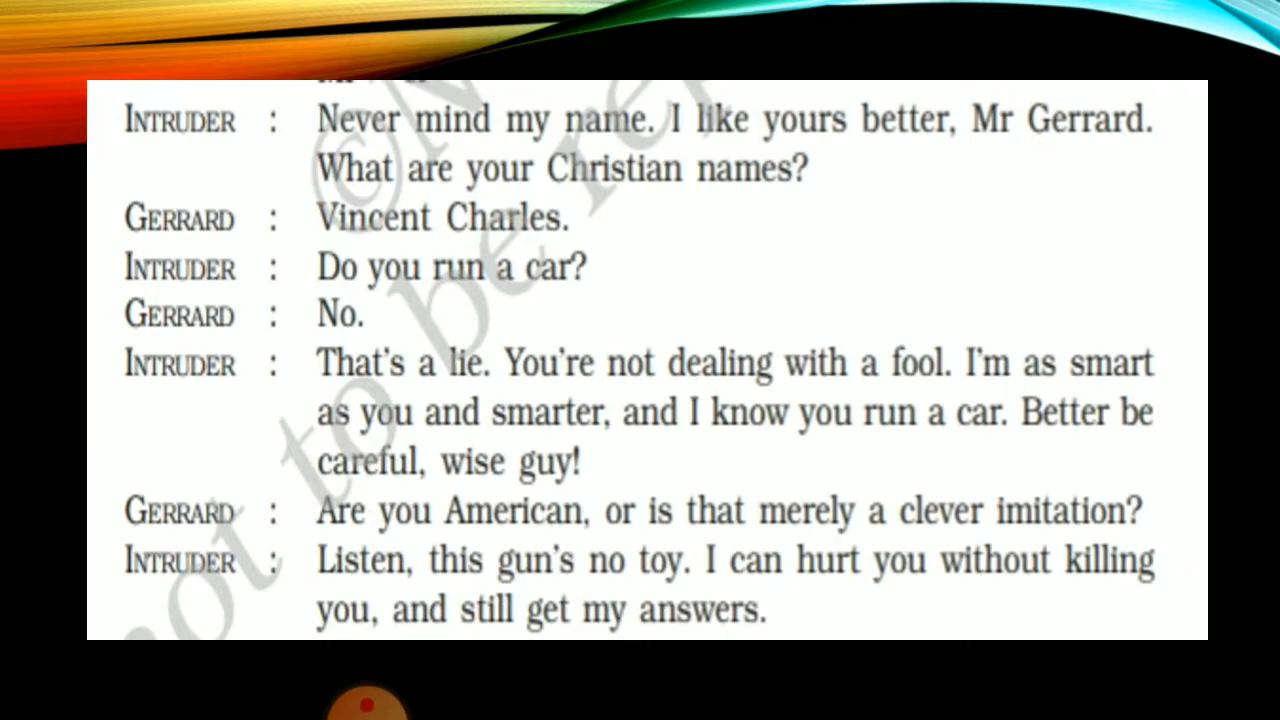 INTRUDER : Never mind my name. I like yours better, Mr Gerrard.
What are your Christian names?
GERRARD : Vincent Charles.
INTRUDER : Do you run a car?
GERRARD : No.
INTRUDER : That's a lie. You're not dealing with a fool. I'm as smart
as you and smarter, and I know you run a car. Better be
careful, wise guy!
GERRARD : Are you American, or is that merely a clever imitation?
INTRUDER : Listen, this gun's no toy. I can hurt you without killing
you, and still get my answers.
not to be